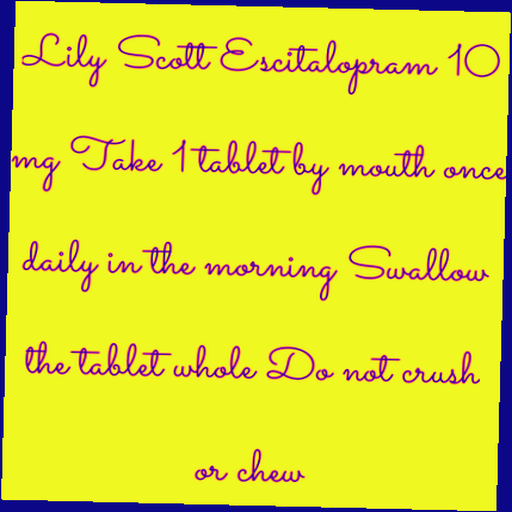 Lily Scott Escitalopram 10
mg Take 1 tablet by mouth once
daily in the morning Swallow
the tablet whole Do not crush
or chew